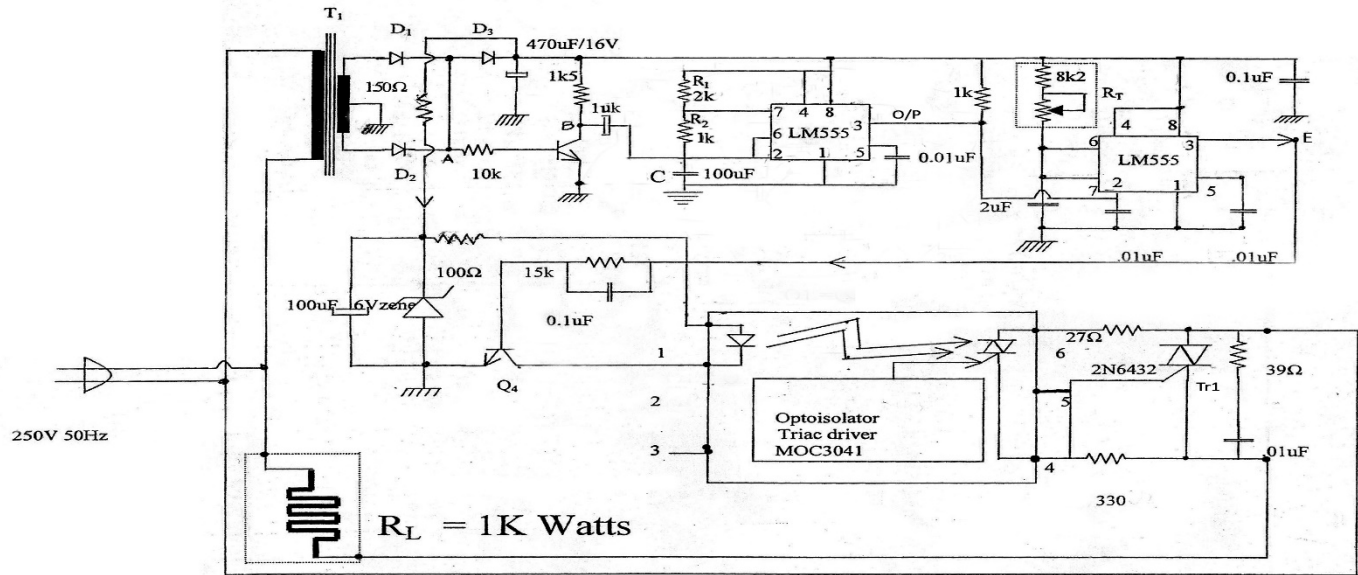 T1
D1
D3
470uF/16V
150Ω
1k5
1uk
B
A
10k
D2
R1
2k
R2
1k
C
100uF
7
4
8
6
2
LM555
3
1
5
O/P
0.01uF
1k
8k2
RT
0.1uF
4
8
6
LM555
3
E
2
1
5
7
2uF
.01uF
.01uF
100Ω
15k
0.1uF
100uF
6Vzene
Q4
1
2
3
Optoisolator
Triac driver
MOC3041
27Ω
6
2N6432
Tr1
39Ω
5
4
330
01uF
250V 50Hz
RL = 1K Watts